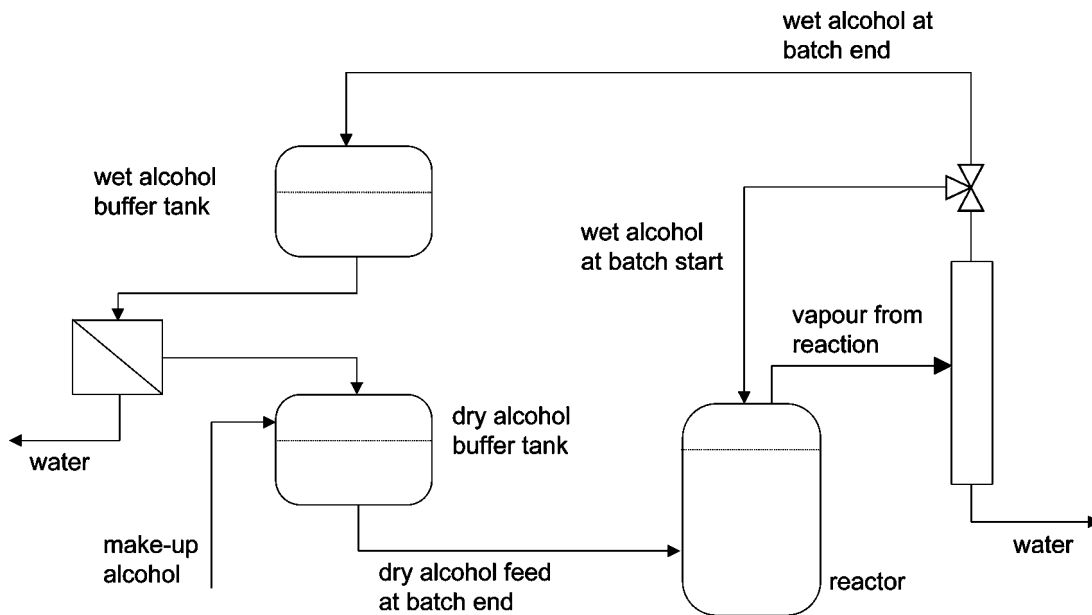 wet alcohol at
batch end
wet alcohol
buffer tank
wet alcohol
at batch start
vapour from
reaction
dry alcohol
buffer tank
water
make-up
alcohol
dry alcohol feed
at batch end
reactor
water